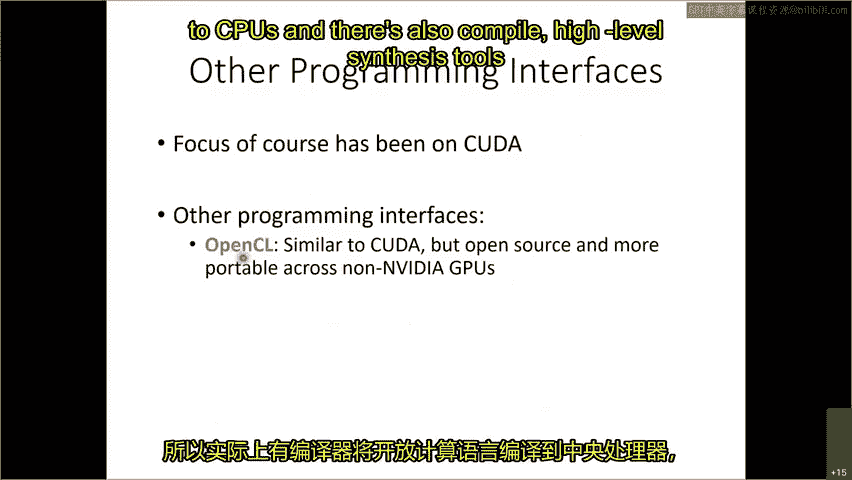 to CPUs and there's also compile, high -level
synthesis tools
Other Programming Interfaces
• Focus of course has been on CUDA
• Other programming interfaces:
• OpenCL: Similar to CUDA, but open source and more
portable across non-NVIDIA GPUs
所以实际上有编译器将开放计算语言编译到中央处理器，
+15